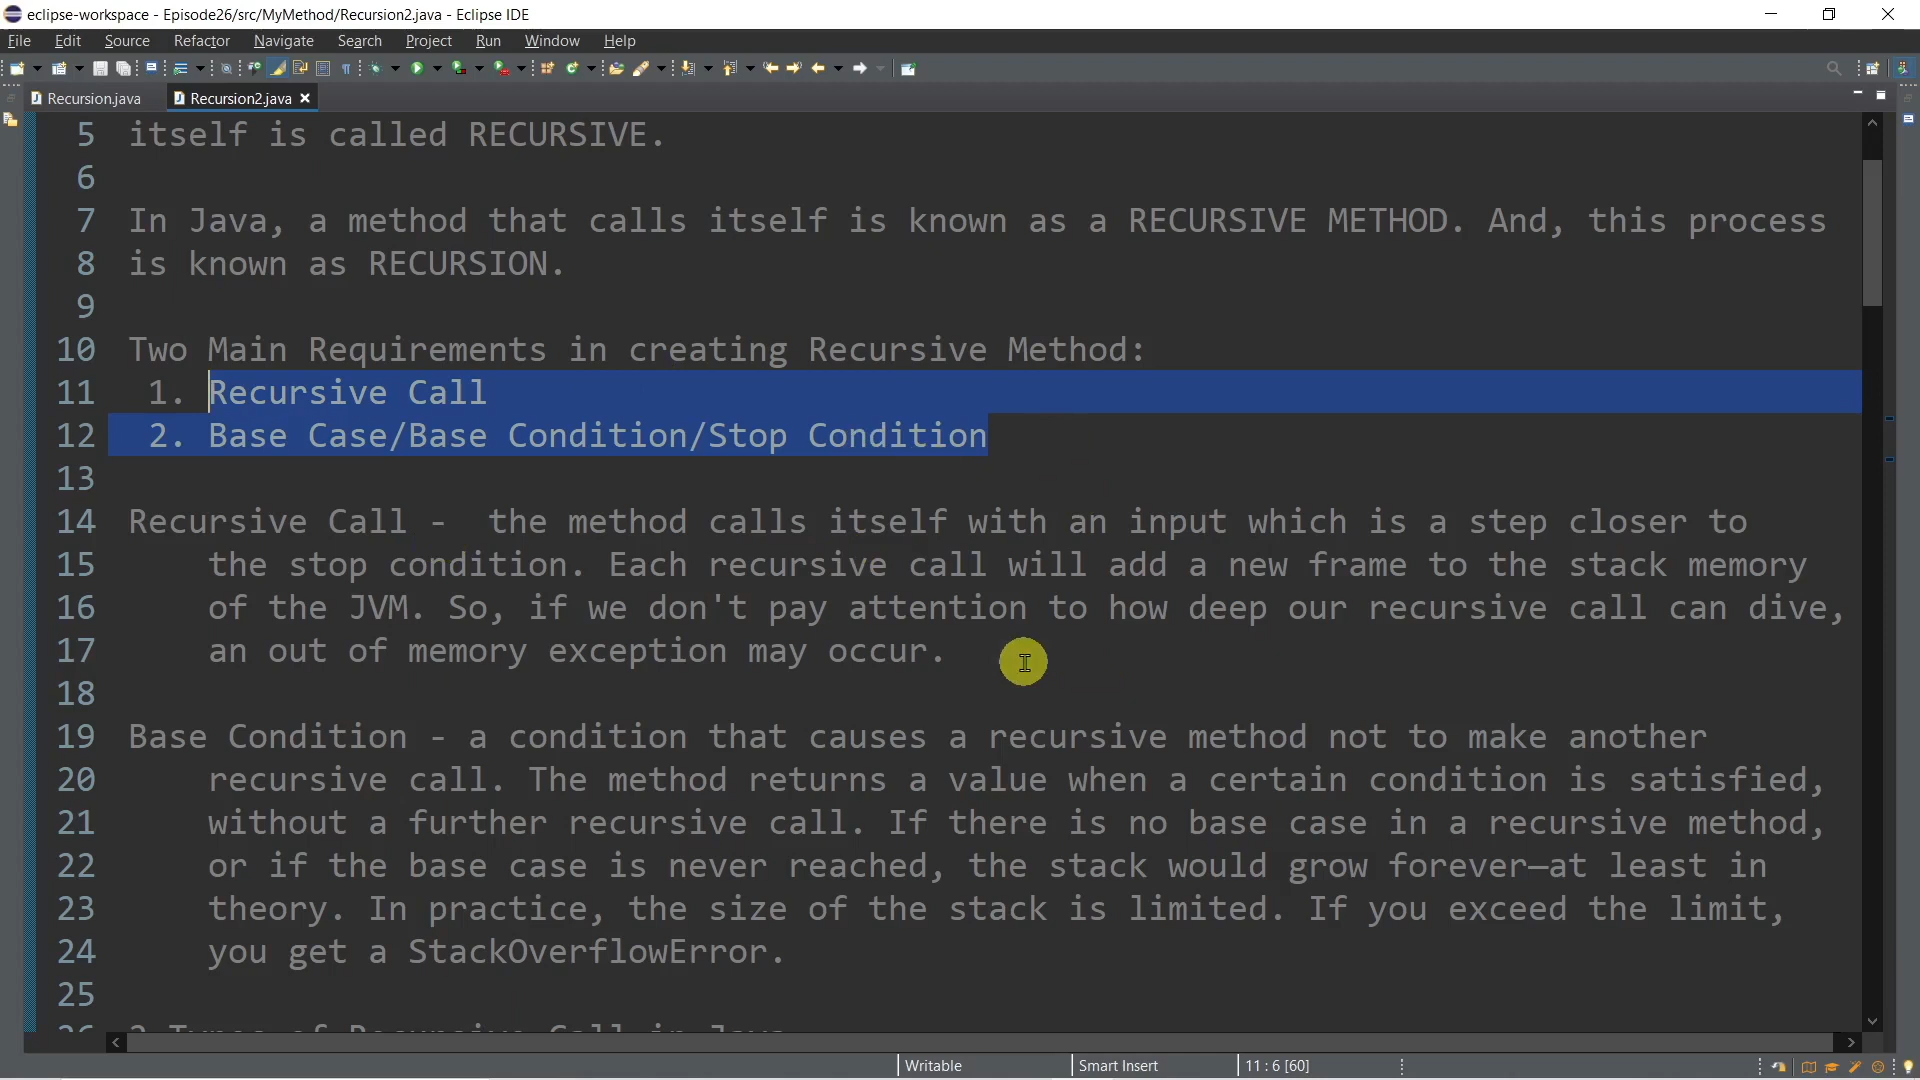 eclipse-workspace - Episode26/src/MyMethod/Recursion2.java - Eclipse IDE
File Edit Source Refactor Navigate Search Project Run Window Help
Recursion.java Recursion2.java
5 itself is called RECURSIVE.
6
7 In Java, a method that calls itself is known as a RECURSIVE METHOD. And, this process
8 is known as RECURSION.
9
10 Two Main Requirements in creating Recursive Method:
11 1. Recursive Call
12 2. Base Case/Base Condition/Stop Condition
13
14 Recursive Call - the method calls itself with an input which is a step closer to
15 the stop condition. Each recursive call will add a new frame to the stack memory
16 of the JVM. So, if we don't pay attention to how deep our recursive call can dive,
17 an out of memory exception may occur.
18
19 Base Condition - a condition that causes a recursive method not to make another
20 recursive call. The method returns a value when a certain condition is satisfied,
21 without a further recursive call. If there is no base case in a recursive method,
22 or if the base case is never reached, the stack would grow forever—at least in
23 theory. In practice, the size of the stack is limited. If you exceed the limit,
24 you get a StackOverflowError.
25
26 2 Types of Recursive Call in Java
Writable Smart Insert 11 : 6 [60]